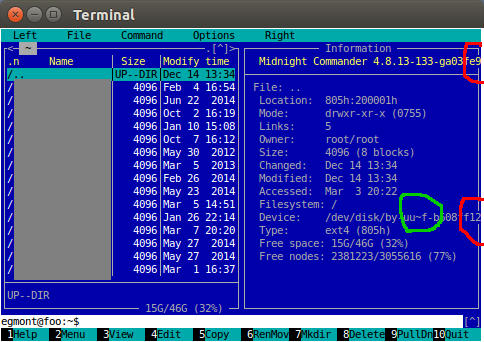 Terminal
Left File Command Options Right
<─ ~ .[^]>
.n Name Size Modify time
/.. UP--DIR Dec 14 13:34
/ 4096 Feb 4 16:54
/ 4096 Jun 22 2014
/ 4096 Oct 2 16:19
/ 4096 Jan 10 15:08
/ 4096 Oct 7 16:12
/ 4096 May 30 2012
/ 4096 Mar 5 2013
/ 4096 Feb 26 2014
/ 4096 May 23 2014
/ 4096 Mar 5 14:51
/ 4096 Jan 26 22:14
/ 4096 Mar 7 20:20
/ 4096 May 27 2014
/ 4096 May 27 2014
/ 4096 Mar 1 16:37
UP--DIR
15G/46G (32%)
Information
Midnight Commander 4.8.13-133-ga03fe9
File: ..
Location: 805h:200001h
Mode: drwxr-xr-x (0755)
Links: 5
Owner: root/root
Size: 4096 (8 blocks)
Changed: Dec 14 13:34
Modified: Dec 14 13:34
Accessed: Mar 3 20:22
Filesystem: /
Device: /dev/disk/by-uu~f-b508ff12
Type: ext4 (805h)
Free space: 15G/46G (32%)
Free nodes: 2381223/3055616 (77%)
egmont@foo:~$ [^]
1Help 2Menu 3View 4Edit 5Copy 6RenMov 7Mkdir 8Delete 9PullDn 10Quit